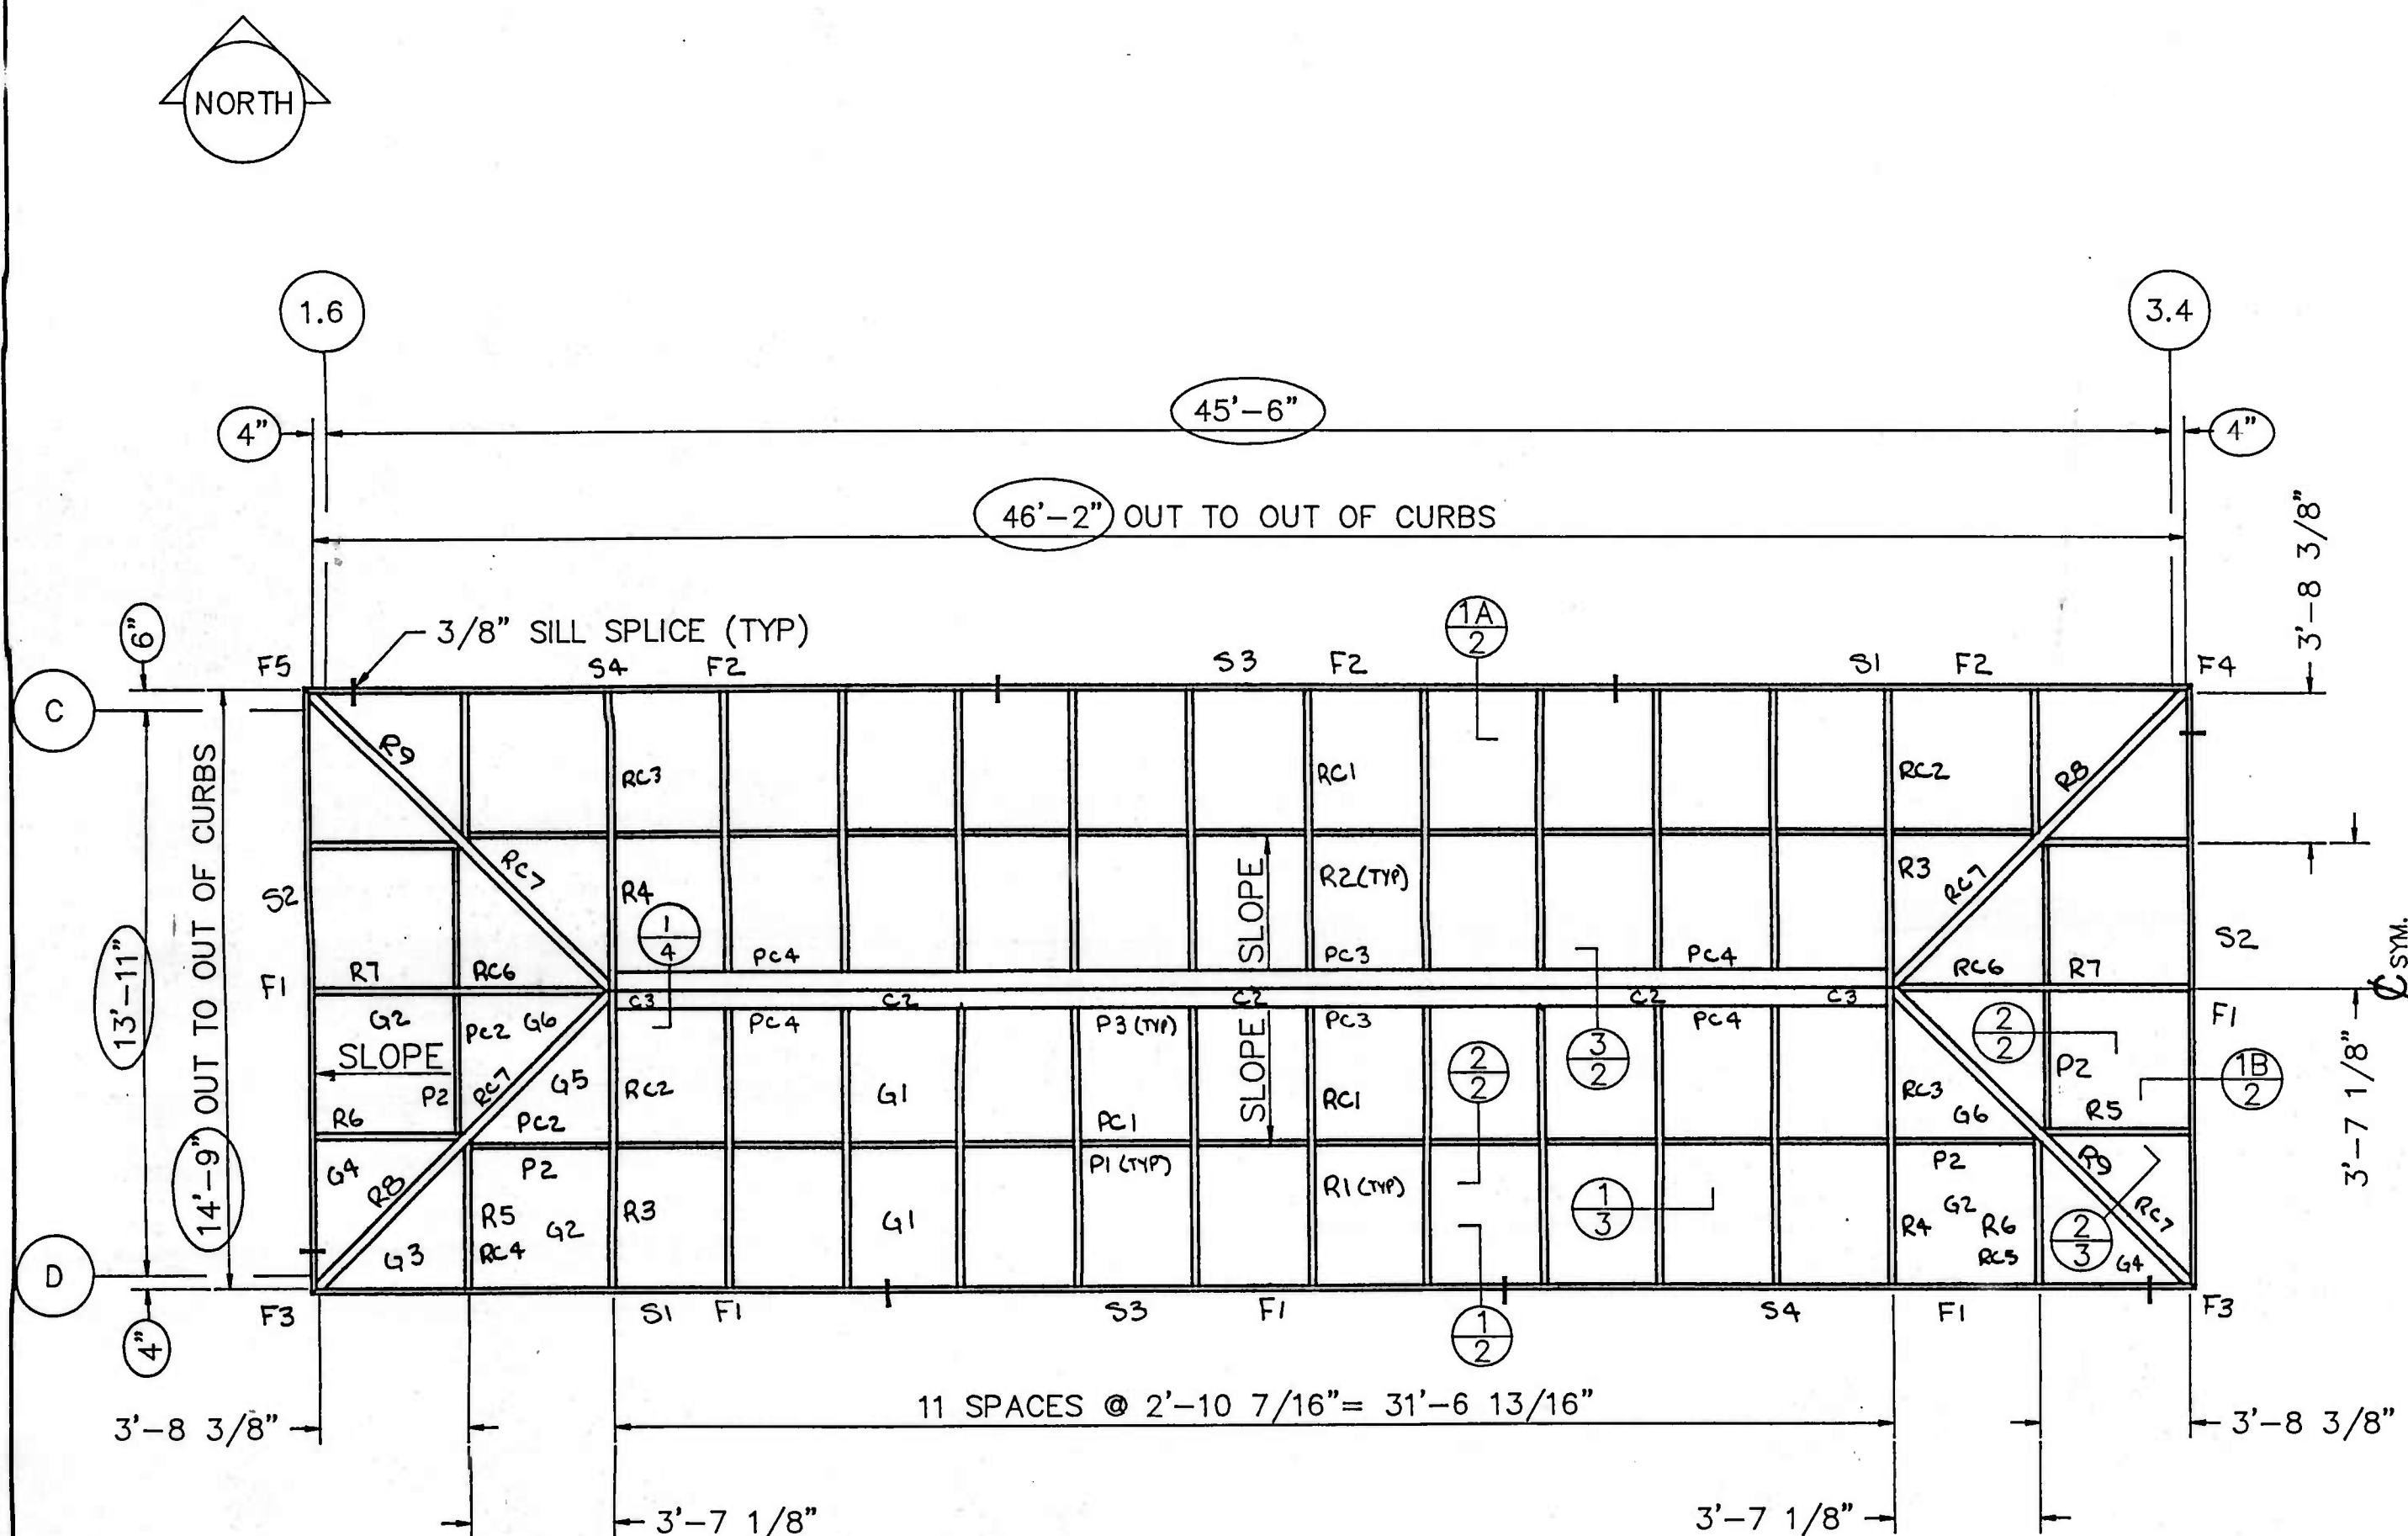 NORTH
1.6
3.4
45'-6"
4"
4"
46'-2" OUT TO OUT OF CURBS
3'-8 3/8"
6"
3/8" SILL SPLICE (TYP)
1A
2
F5
S4
F2
S3
F2
S1
F2
F4
C
R9
RC3
RC1
RC2
R8
14'-9" OUT TO OUT OF CURBS
RC7
R4
SLOPE
R2 (TYP)
R3
RC7
S2
1
4
PC4
PC3
PC4
S2
₵ SYM.
13'-11"
F1
R7
RC6
C3
C2
C2
C2
C3
RC6
R7
F1
G2
PC2
G6
PC4
P3 (TYP)
PC3
PC4
2
2
SLOPE
SLOPE
2
2
3
2
P2
1B
2
P2
RC7
G5
RC2
G1
RC1
RC3
G6
R5
3'-7 1/8"
R6
PC2
PC1
G4
R8
P2
P1 (TYP)
P2
R9
R5
RC4
G2
R3
G1
R1 (TYP)
1
3
R4
G2
R6
RC5
2
3
RC7
G3
G4
D
F3
S1
F1
S3
F1
S4
F1
F3
4"
1
2
11 SPACES @ 2'-10 7/16"= 31'-6 13/16"
3'-8 3/8"
3'-8 3/8"
3'-7 1/8"
3'-7 1/8"